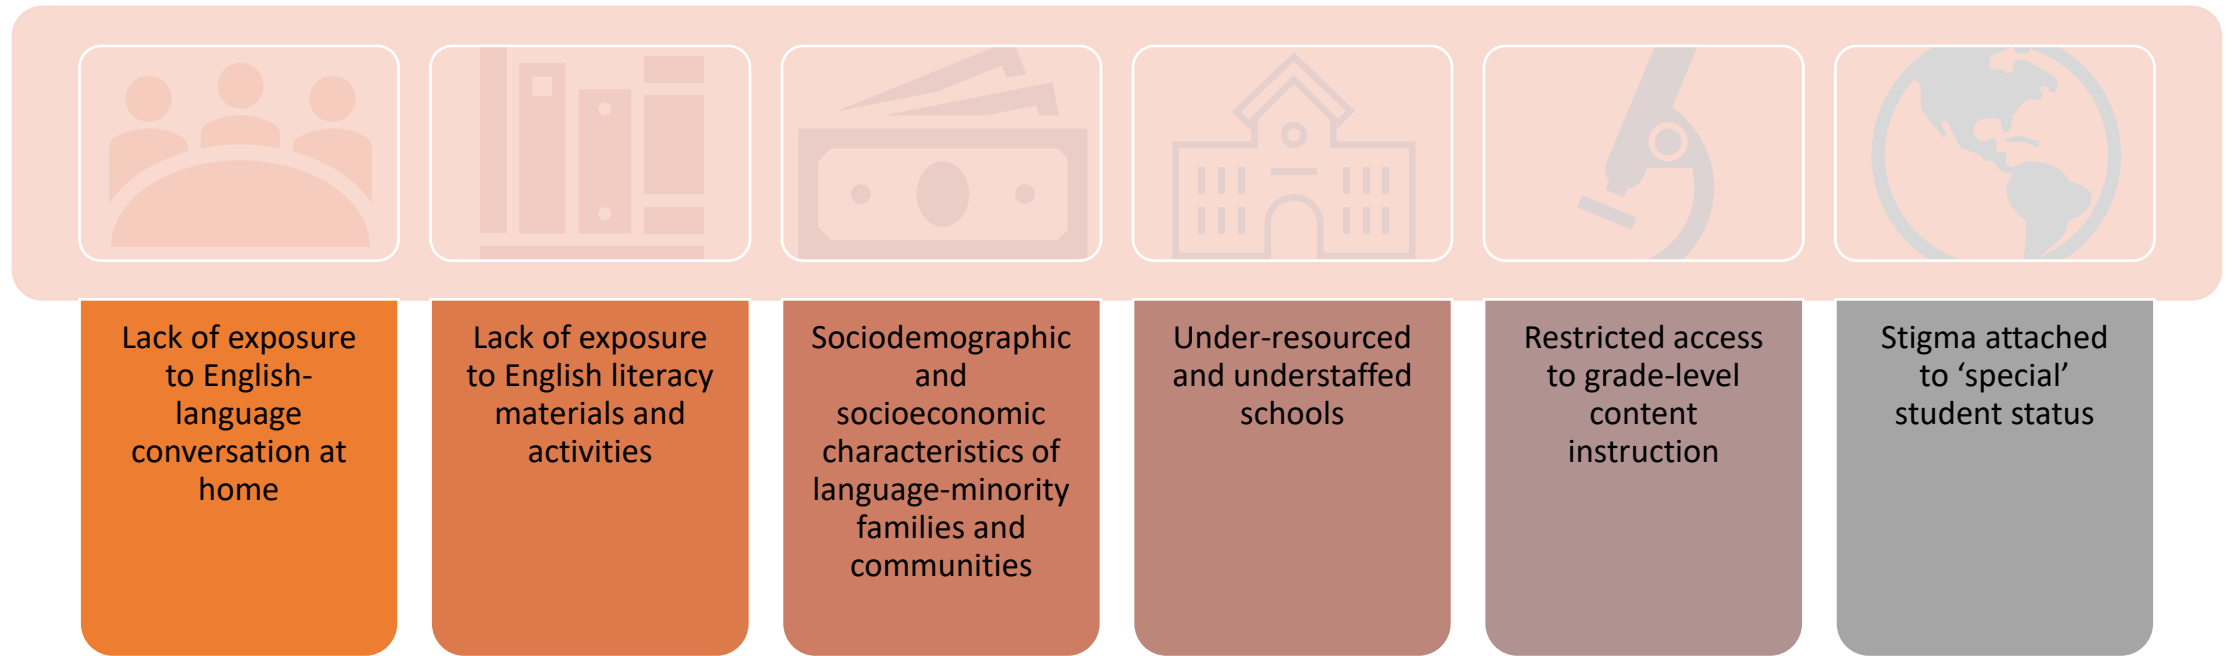 Lack of exposure
to English-
language
conversation at
home
Lack of exposure
to English literacy
materials and
activities
Sociodemographic
and
socioeconomic
characteristics of
language-minority
families and
communities
Under-resourced
and understaffed
schools
Restricted access
to grade-level
content
instruction
Stigma attached
to ‘special’
student status